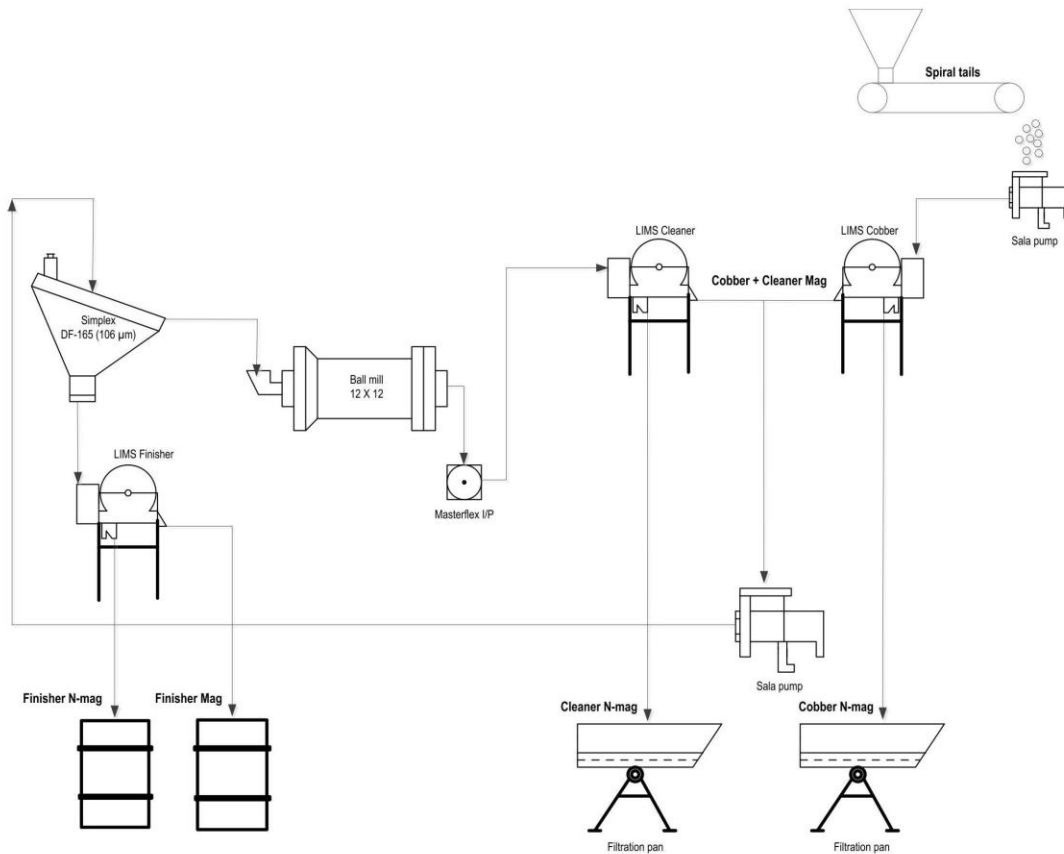 Spiral tails
Sala pump
LIMS Cleaner
LIMS Cobber
Cobber + Cleaner Mag
Simplex
DF-165 (106 µm)
Ball mill
12 X 12
LIMS Finisher
Masterflex I/P
Sala pump
Finisher N-mag
Finisher Mag
Cleaner N-mag
Cobber N-mag
Filtration pan
Filtration pan